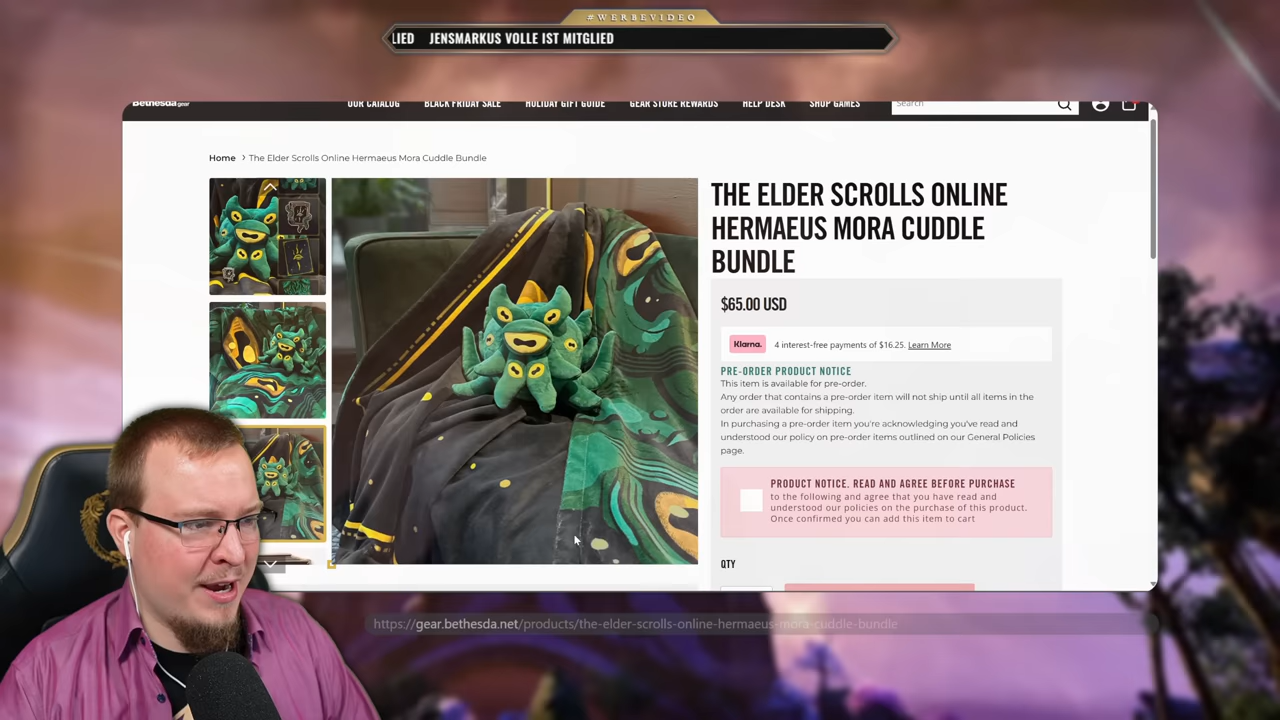 #WERBEVIDEO
LIED JENSMARKUS VOLLE IST MITGLIED
Bethesda gear
OUR CATALOG BLACK FRIDAY SALE HOLIDAY GIFT GUIDE GEAR STORE REWARDS HELP DESK SHOP GAMES Search
Home › The Elder Scrolls Online Hermaeus Mora Cuddle Bundle
THE ELDER SCROLLS ONLINE
HERMAEUS MORA CUDDLE
BUNDLE
$65.00 USD
Klarna. 4 interest-free payments of $16.25. Learn More
PRE-ORDER PRODUCT NOTICE
This item is available for pre-order.
Any order that contains a pre-order item will not ship until all items in the
order are available for shipping.
In purchasing a pre-order item you're acknowledging you've read and
understood our policy on pre-order items outlined on our General Policies
page.
PRODUCT NOTICE. READ AND AGREE BEFORE PURCHASE
to the following and agree that you have read and
understood our policies on the purchase of this product.
Once confirmed you can add this item to cart
QTY
https://gear.bethesda.net/products/the-elder-scrolls-online-hermaeus-mora-cuddle-bundle